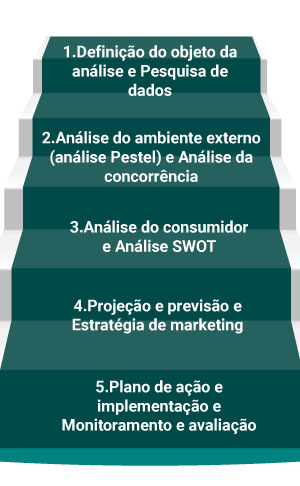 1.Definição do objeto da
análise e Pesquisa de
dados
2.Análise do ambiente externo
(análise Pestel) e Análise da
concorrência
3.Análise do consumidor
e Análise SWOT
4.Projeção e previsão e
Estratégia de marketing
5.Plano de ação e
implementação e
Monitoramento e avaliação